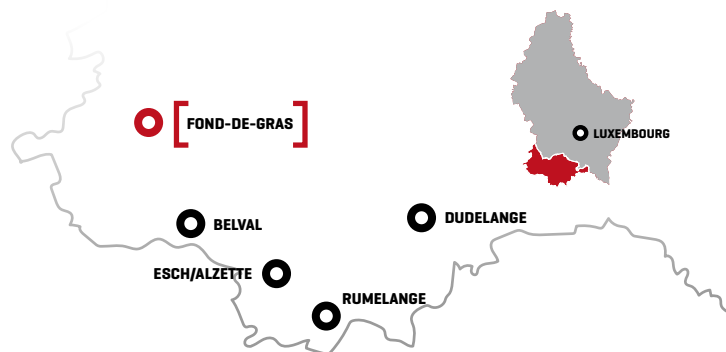 FOND-DE-GRAS
LUXEMBOURG
BELVAL
DUDELANGE
ESCH/ALZETTE
RUMELANGE